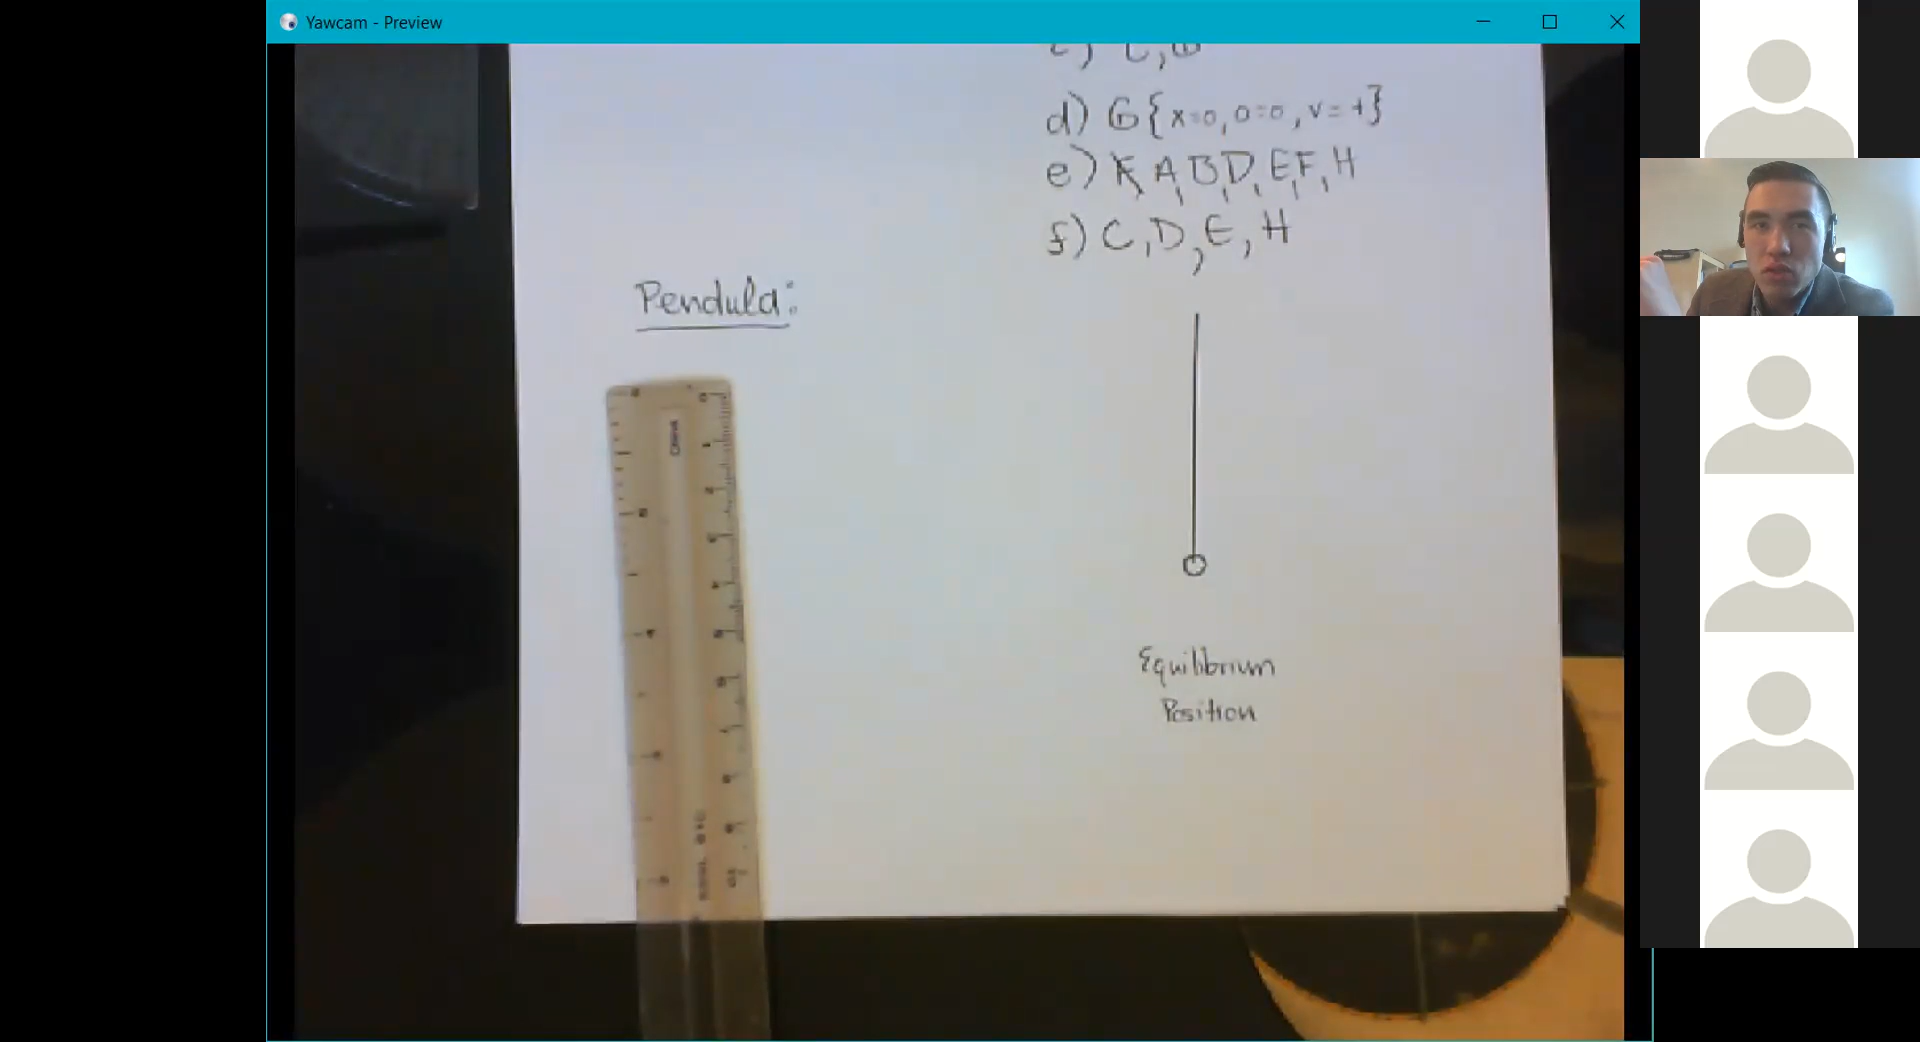 Yawcam - Preview
c) C, G
d) G{x=0, a=0, v=+}
e) A, B, D, E, F, H
f) C, D, E, H
Pendula:
Equilibrium
Position